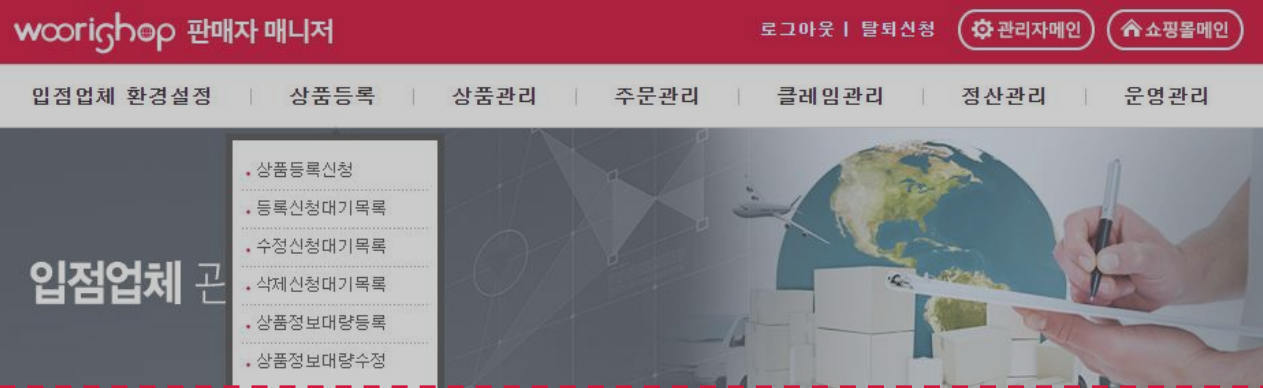 woorishop 판매자 매니저
로그아웃 | 탈퇴신청 관리자메인 쇼핑몰메인
입점업체 환경설정 | 상품등록 | 상품관리 | 주문관리 | 클레임관리 | 정산관리 | 운영관리
상품등록신청
등록신청대기목록
수정신청대기목록
입점업체 관
삭제신청대기목록
상품정보대량등록
상품정보대량수정